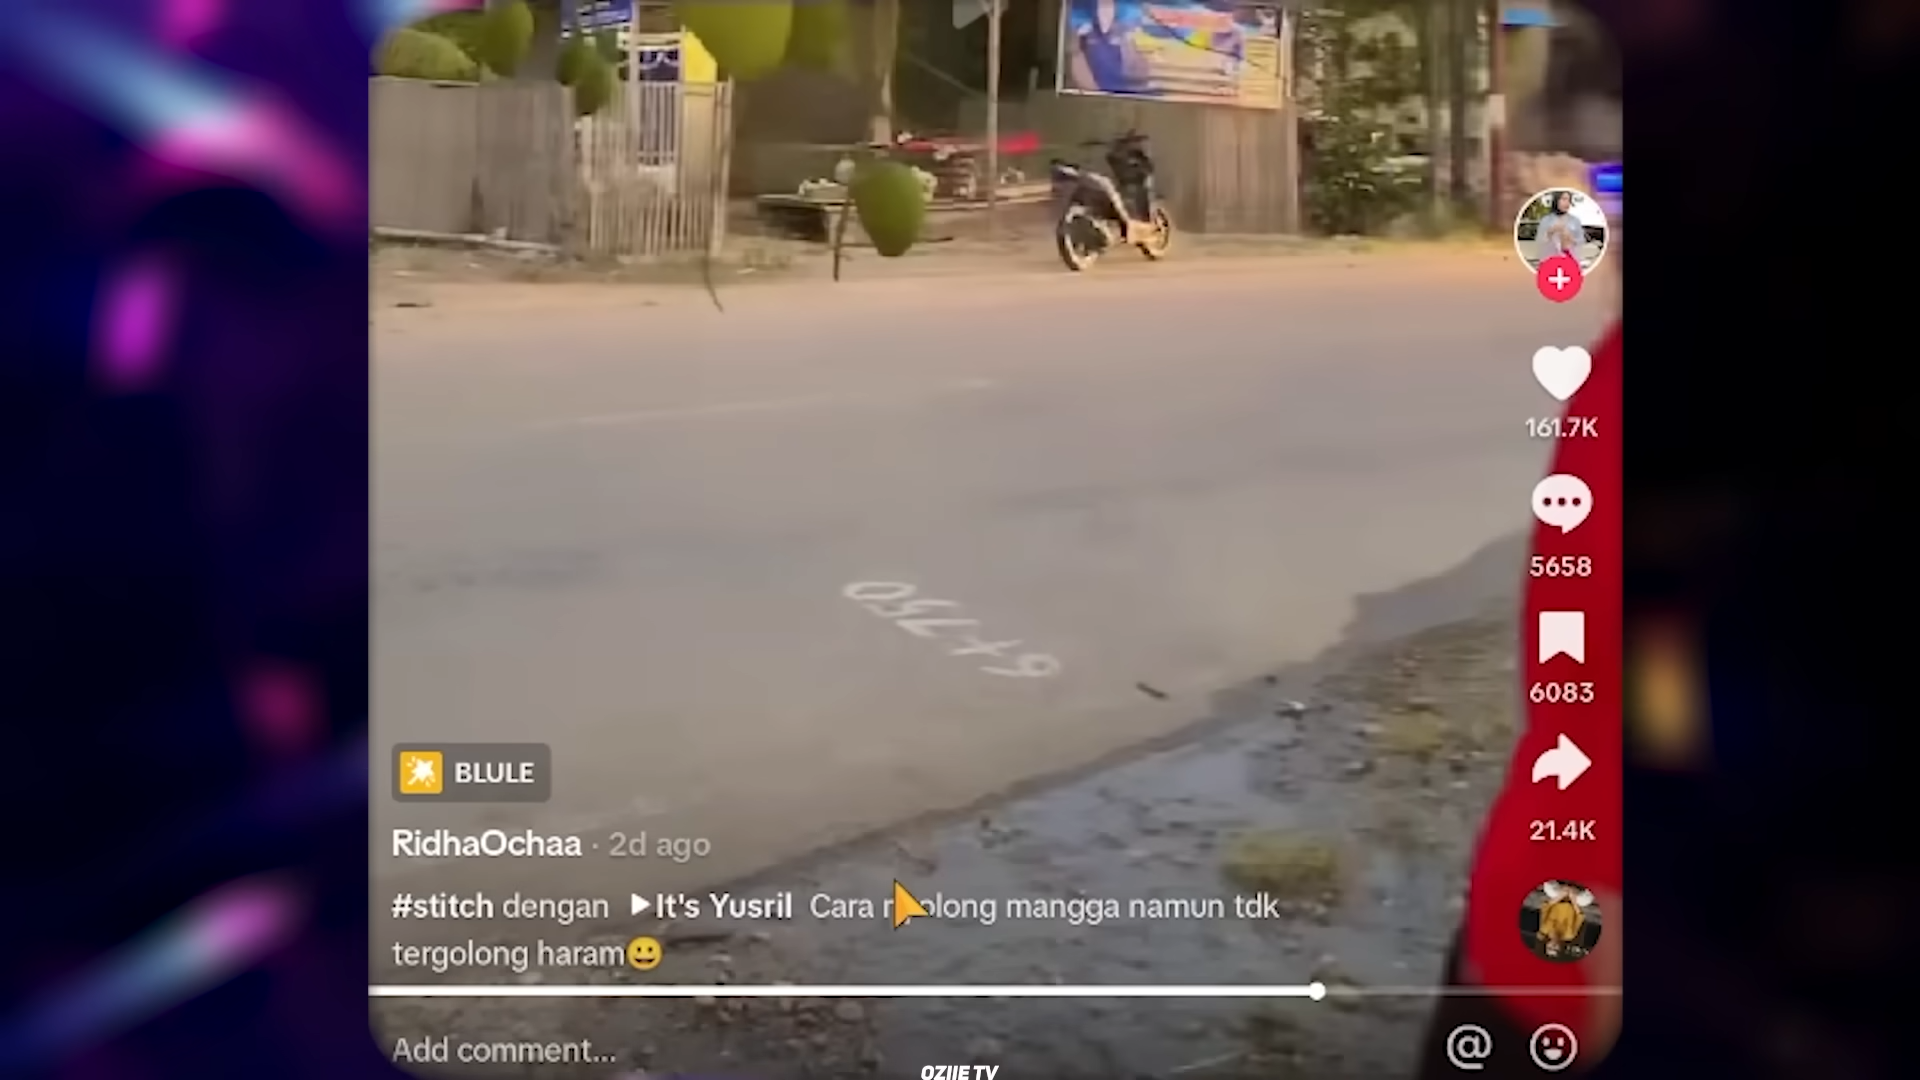 161.7K
5658
6083
21.4K
BLULE
RidhaOchaa · 2d ago
#stitch dengan ▶It's Yusril Cara olong mangga namun tdk
tergolong haram😀
Add comment...
OZIIE TV